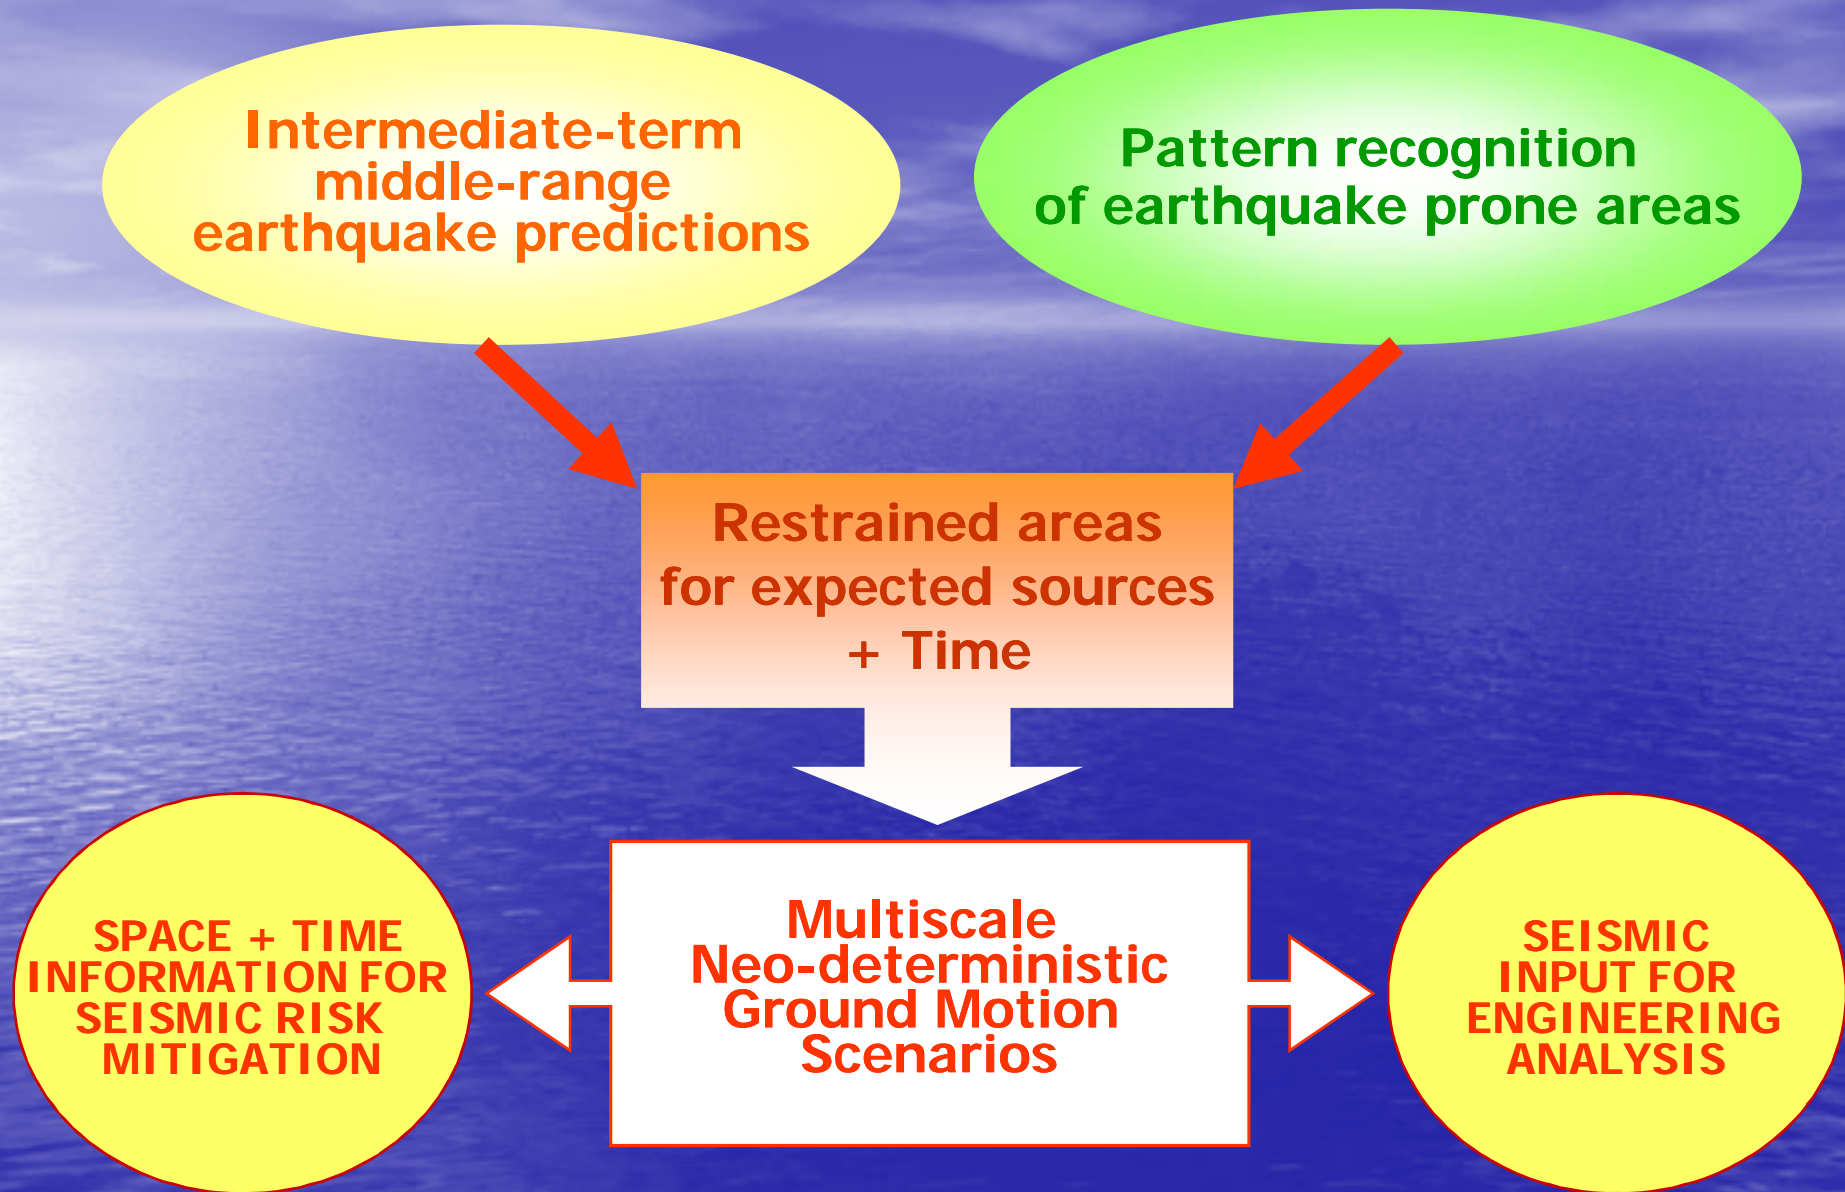 Intermediate-term
middle-range
earthquake predictions
Pattern recognition
of earthquake prone areas
Restrained areas
for expected sources
+ Time
Multiscale
Neo-deterministic
Ground Motion
Scenarios
SPACE + TIME
INFORMATION FOR
SEISMIC RISK
MITIGATION
SEISMIC
INPUT FOR
ENGINEERING
ANALYSIS